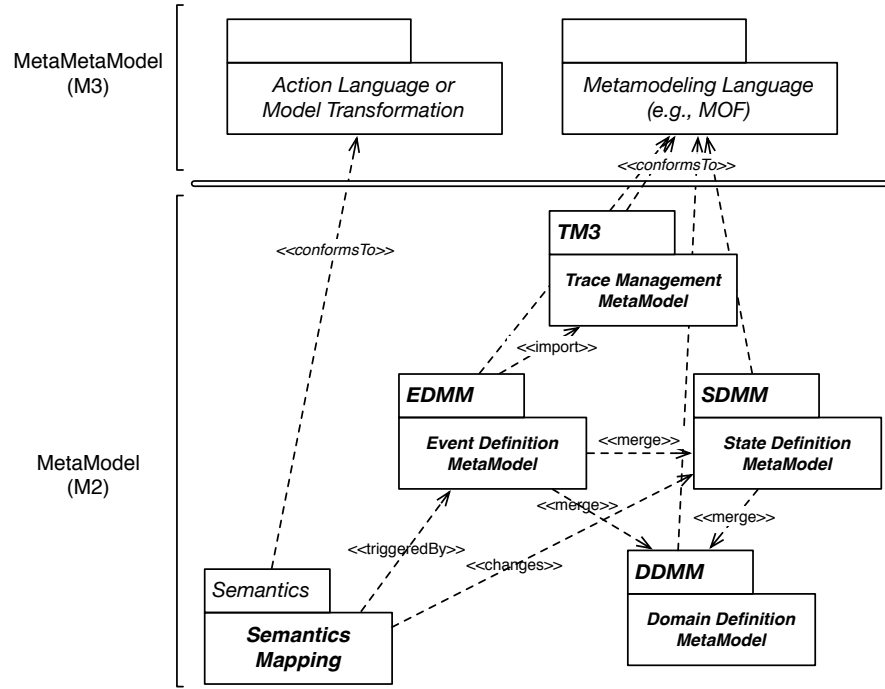 MetaMetaModel
(M3)
Action Language or
Model Transformation
Metamodeling Language
(e.g., MOF)
<<conformsTo>>
TM3
<<conformsTo>>
Trace Management
MetaModel
<<import>>
EDMM
SDMM
Event Definition
MetaModel
<<merge>>
State Definition
MetaModel
MetaModel
(M2)
<<merge>>
<<merge>>
<<triggeredBy>>
<<changes>>
DDMM
Semantics
Domain Definition
MetaModel
Semantics
Mapping